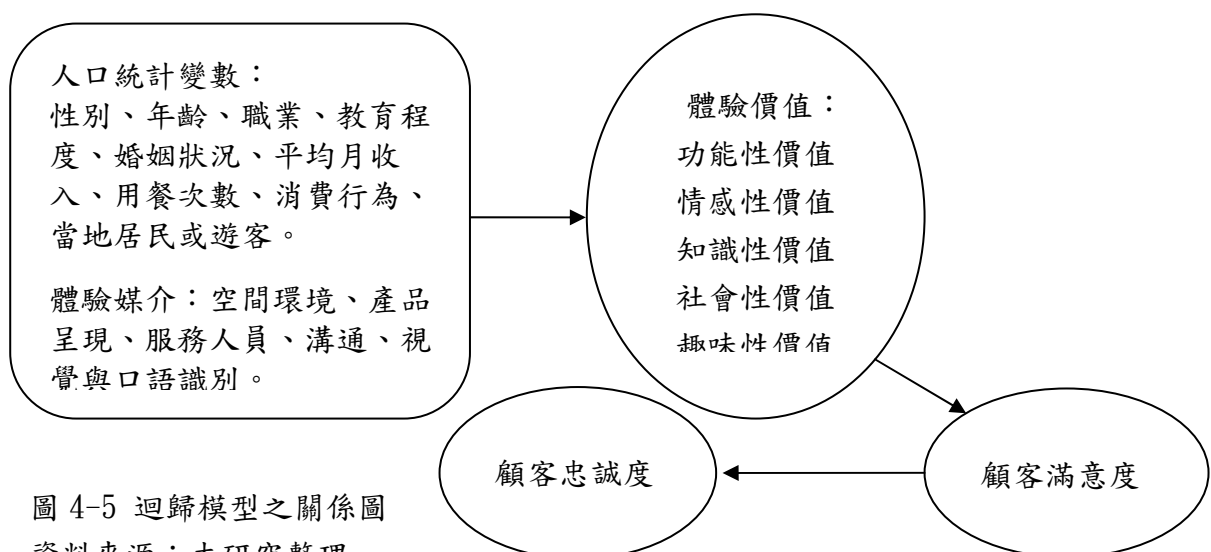 人口統計變數：
性別、年齡、職業、教育程
度、婚姻狀況、平均月收
入、用餐次數、消費行為、
當地居民或遊客。
體驗媒介：空間環境、產品
呈現、服務人員、溝通、視
覺與口語識別。
體驗價值：
功能性價值
情感性價值
知識性價值
社會性價值
趣味性價值
顧客滿意度
顧客忠誠度
圖 4-5 迴歸模型之關係圖
資料來源：本研究整理